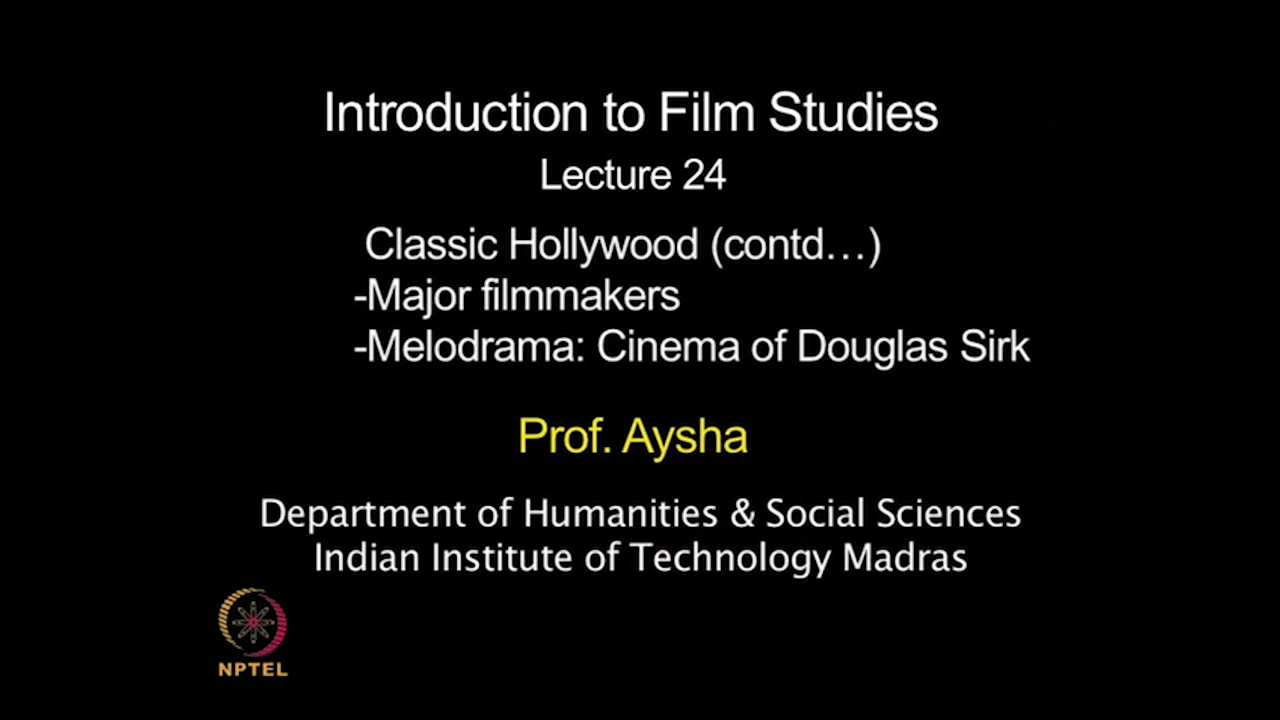 Introduction to Film Studies
Lecture 24
Classic Hollywood (contd...)
-Major filmmakers
-Melodrama: Cinema of Douglas Sirk
Prof. Aysha
Department of Humanities & Social Sciences
Indian Institute of Technology Madras
NPTEL